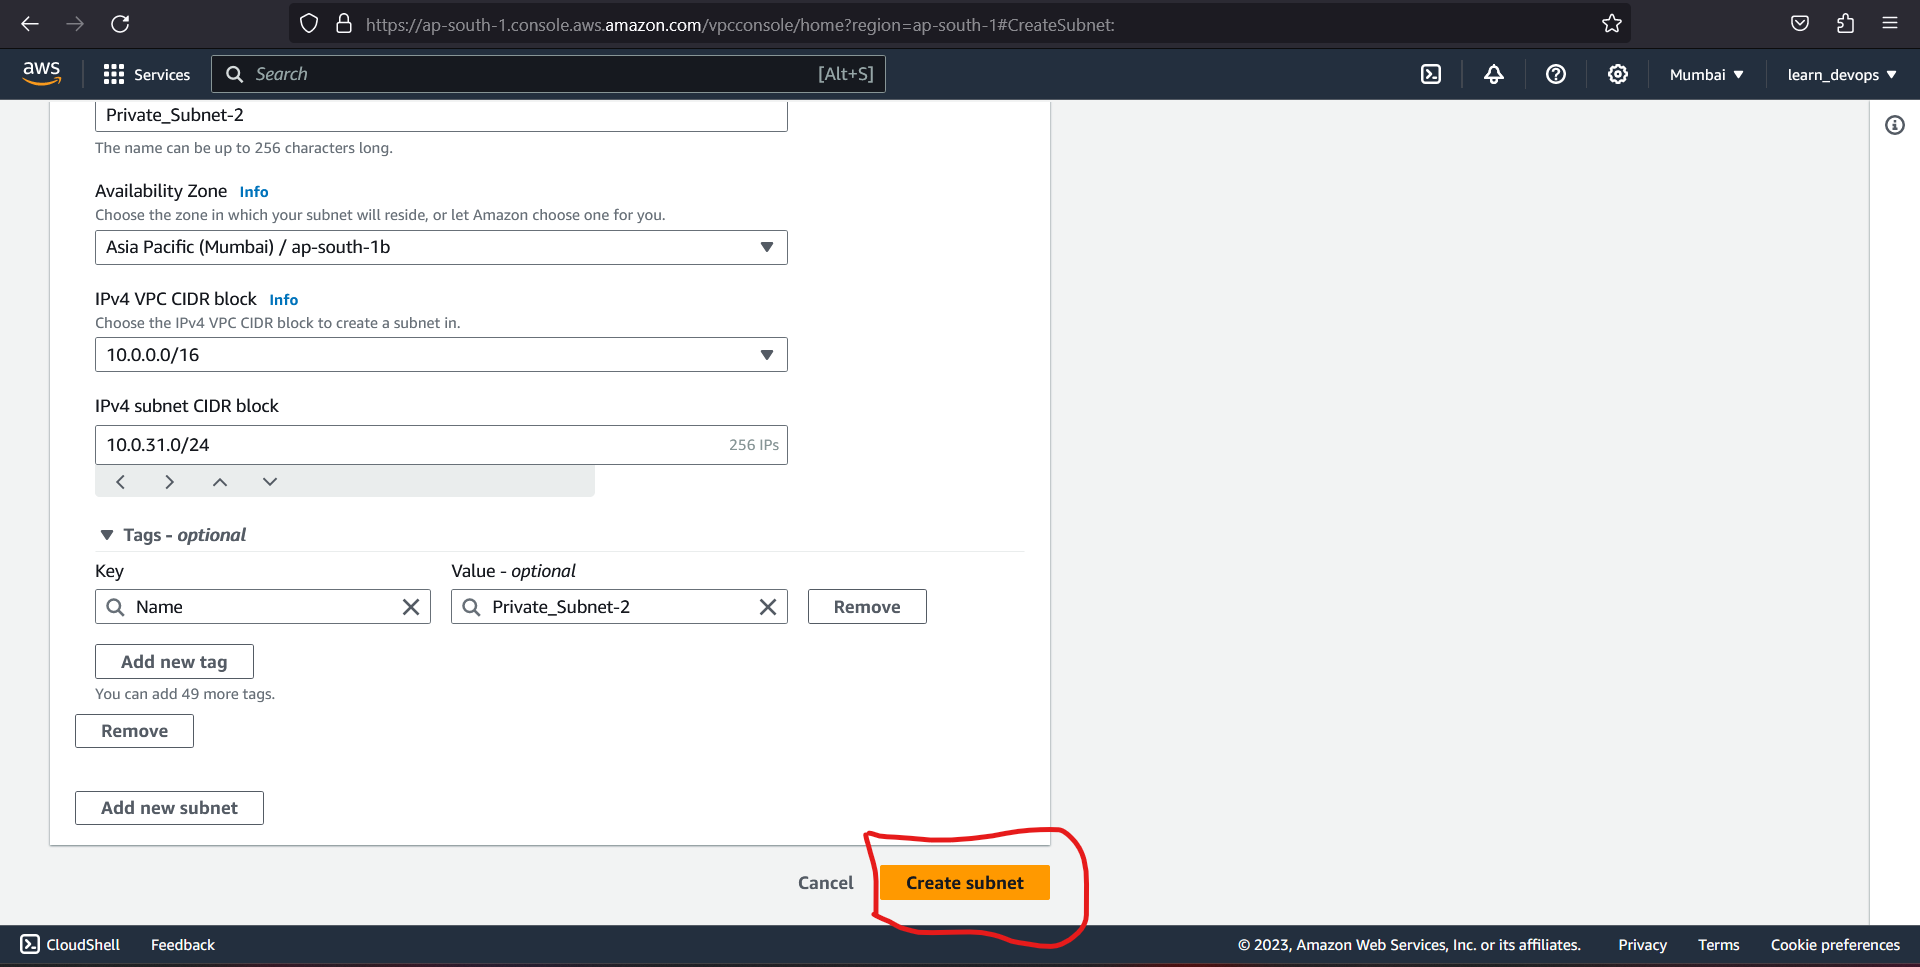 https://ap-south-1.console.aws.amazon.com/vpcconsole/home?region=ap-south-1#CreateSubnet:
aws Services Search [Alt+S] Mumbai learn_devops
Private_Subnet-2
The name can be up to 256 characters long.
Availability Zone Info
Choose the zone in which your subnet will reside, or let Amazon choose one for you.
Asia Pacific (Mumbai) / ap-south-1b
IPv4 VPC CIDR block Info
Choose the IPv4 VPC CIDR block to create a subnet in.
10.0.0.0/16
IPv4 subnet CIDR block
10.0.31.0/24 256 IPs
Tags - optional
Key Value - optional
Name Private_Subnet-2 Remove
Add new tag
You can add 49 more tags.
Remove
Add new subnet
Cancel Create subnet
CloudShell Feedback © 2023, Amazon Web Services, Inc. or its affiliates. Privacy Terms Cookie preferences